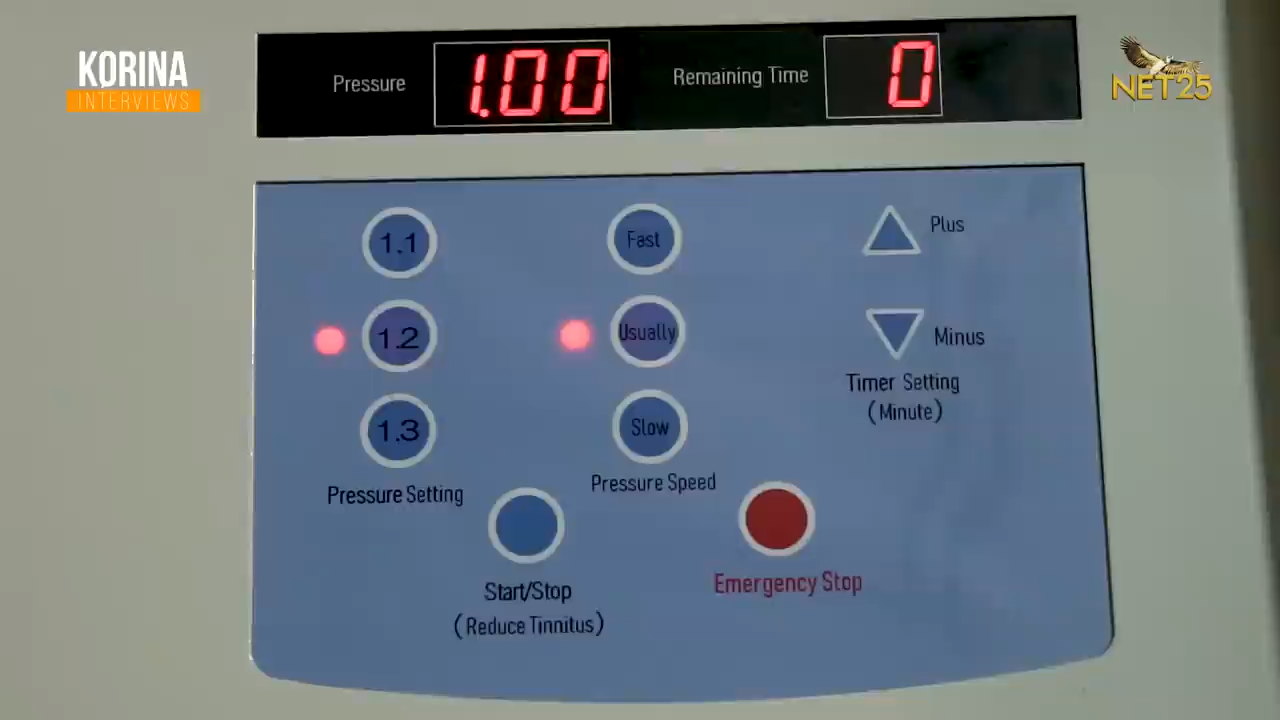 KORINA
INTERVIEWS
NET25
Pressure 1.00 Remaining Time 0
1.1 Fast Plus
1.2 Usually Minus
1.3 Slow Timer Setting
(Minute)
Pressure Setting Pressure Speed
Start/Stop Emergency Stop
(Reduce Tinnitus)